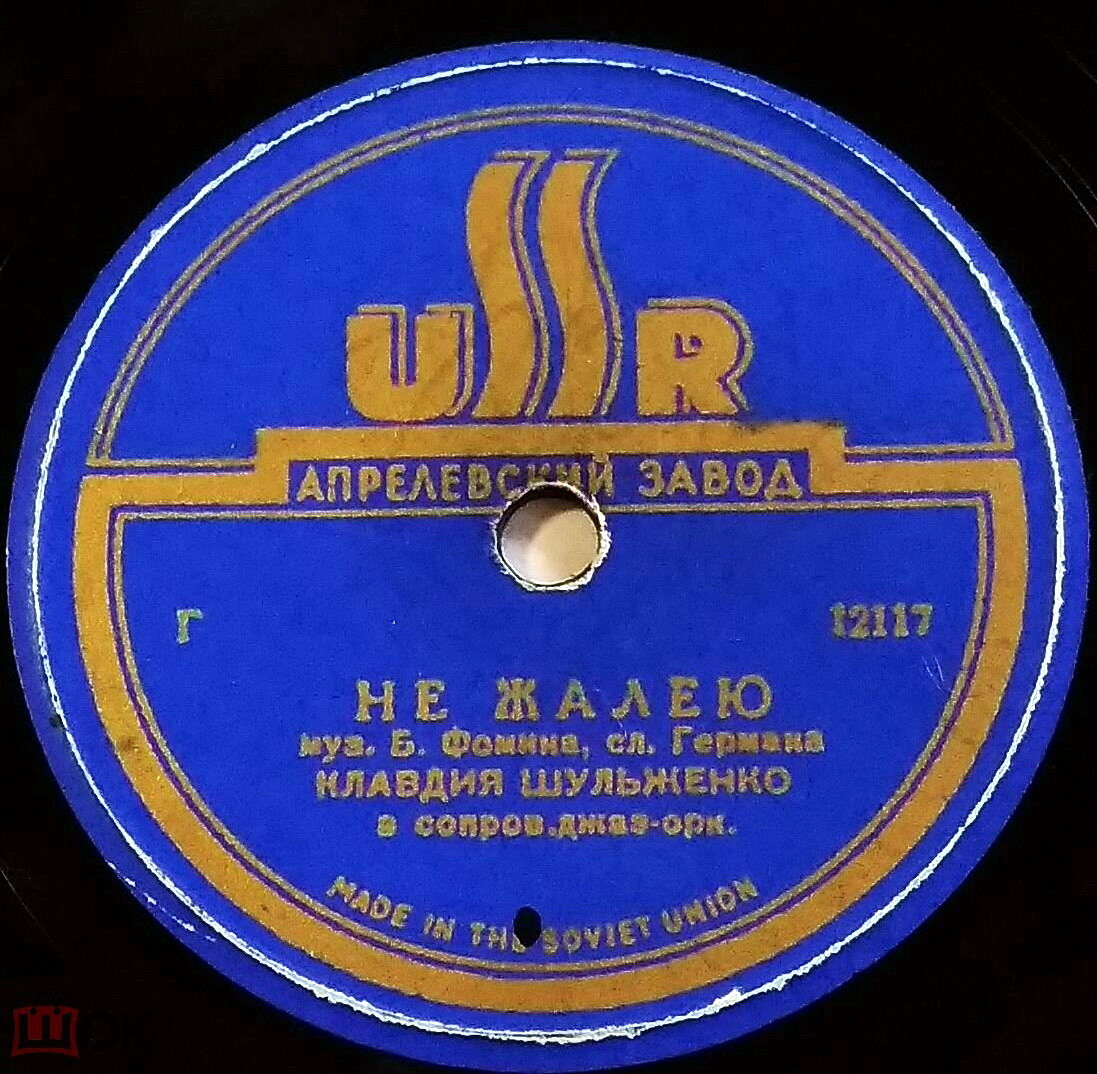 USSR
АПРЕЛЕВСКИЙ ЗАВОД
Г 12117
НЕ ЖАЛЕЮ
муз. Б. Фомина, сл. Германа
КЛАВДИЯ ШУЛЬЖЕНКО
в сопров. джаз-орк.
MADE IN THE SOVIET UNION